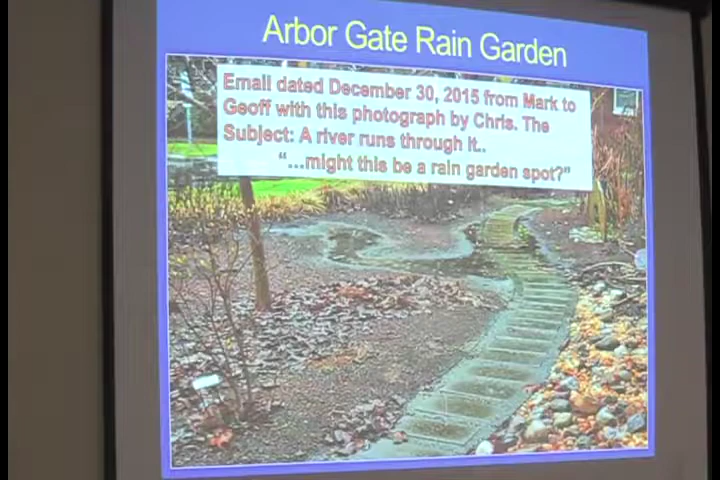 Arbor Gate Rain Garden
Email dated December 30, 2015 from Mark to
Geoff with this photograph by Chris. The
Subject: A river runs through it..
"...might this be a rain garden spot?"